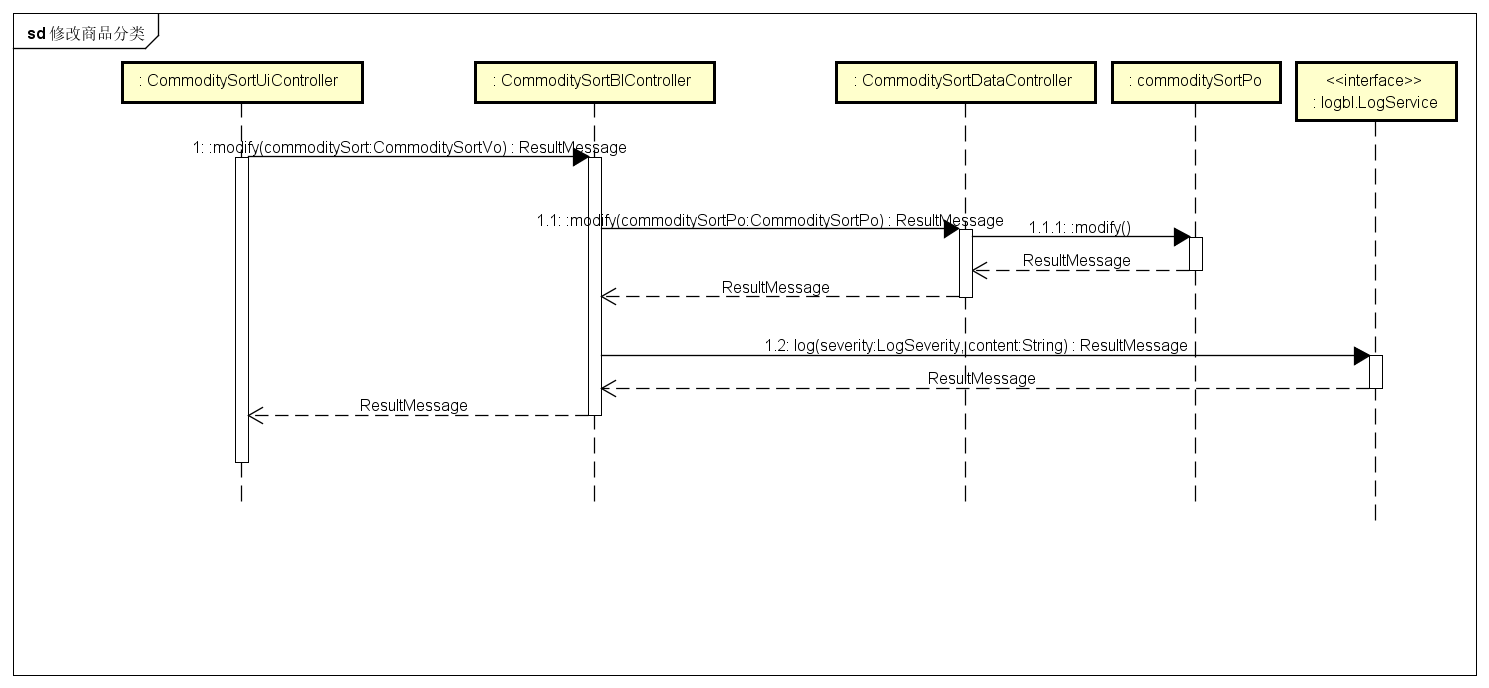 sd 修改商品分类
: CommoditySortUiController
: CommoditySortBlController
: CommoditySortDataController
: commoditySortPo
<<interface>>
: logbl.LogService
1: :modify(commoditySort:CommoditySortVo) : ResultMessage
1.1: :modify(commoditySortPo:CommoditySortPo) : ResultMessage
1.1.1: :modify()
ResultMessage
ResultMessage
1.2: log(severity:LogSeverity, content:String) : ResultMessage
ResultMessage
ResultMessage